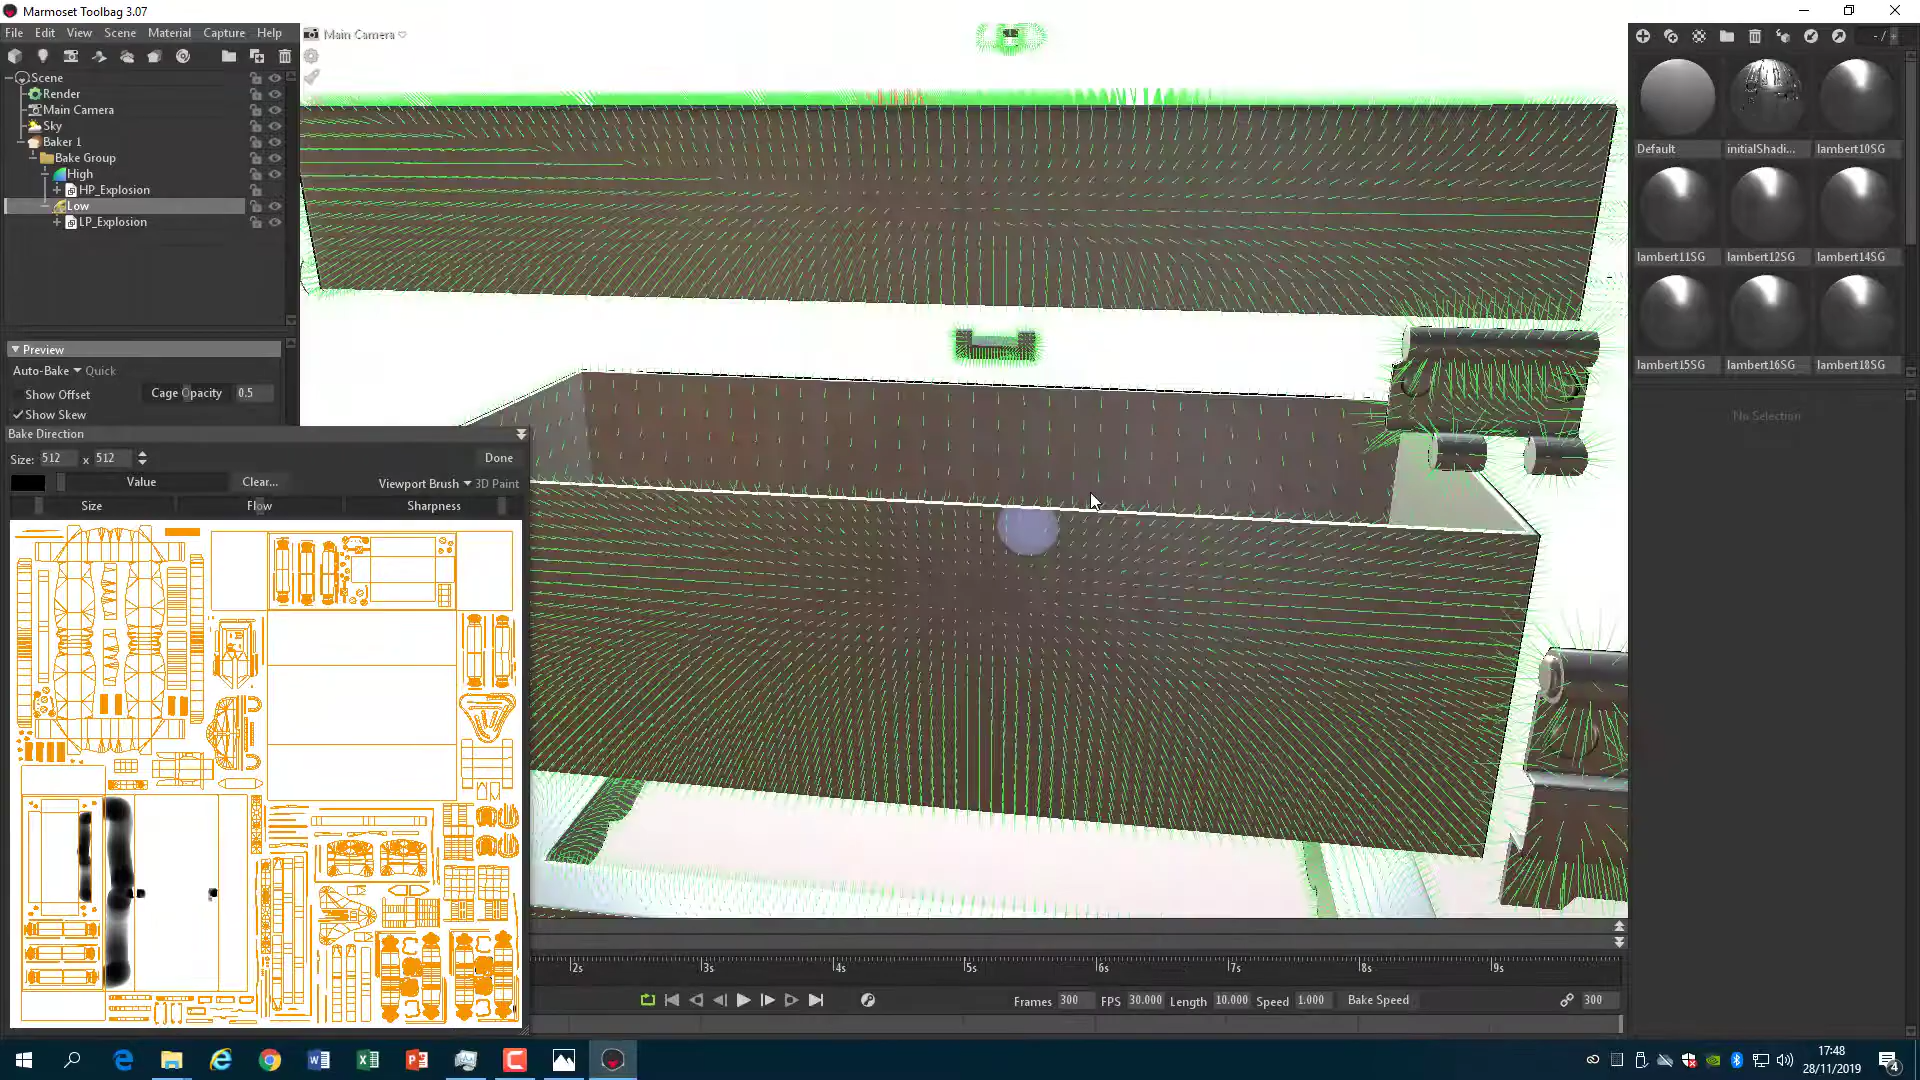 Marmoset Toolbag 3.07
File Edit View Scene Material Capture Help
Main Camera
- / +
Scene
Render
Main Camera
Sky
Baker 1
Bake Group
High
HP_Explosion
Low
LP_Explosion
Default initialShadi... lambert10SG
lambert11SG lambert12SG lambert14SG
lambert15SG lambert16SG lambert18SG
No Selection
Preview
Auto-Bake Quick
Show Offset Cage Opacity 0.5
Show Skew
Bake Direction
Size: 512 x 512 Done
Value Clear... Viewport Brush 3D Paint
Size Flow Sharpness
2s 3s 4s 5s 6s 7s 8s 9s
Frames 300 FPS 30.000 Length 10.000 Speed 1.000 Bake Speed 300
17:48
28/11/2019
4